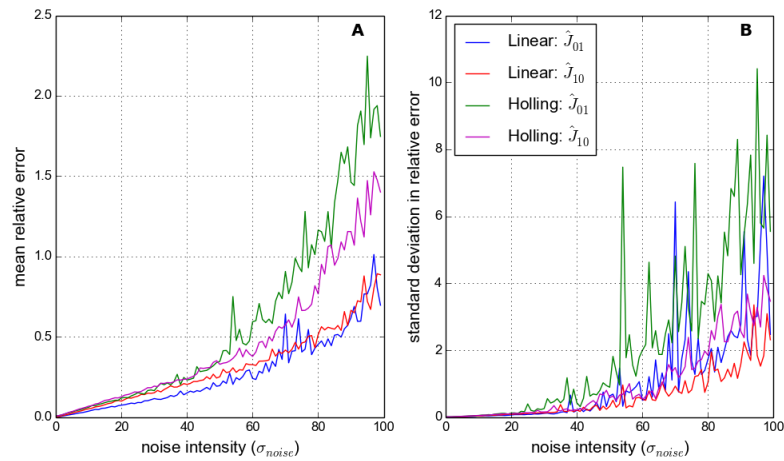 A
2.5
2.0
1.5
1.0
0.5
0.0
0 20 40 60 80 100
mean relative error
noise intensity (σ_noise)
B
12
10
8
6
4
2
0
0 20 40 60 80 100
standard deviation in relative error
noise intensity (σ_noise)
Linear: Ĵ₀₁
Linear: Ĵ₁₀
Holling: Ĵ₀₁
Holling: Ĵ₁₀